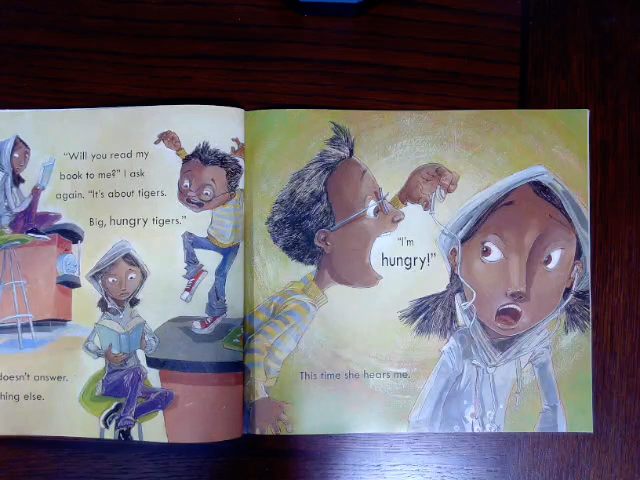 "Will you read my
book to me?" I ask
again. "It's about tigers.
Big, hungry tigers."
doesn't answer.
else.
"I'm
hungry!"
This time she hears me.